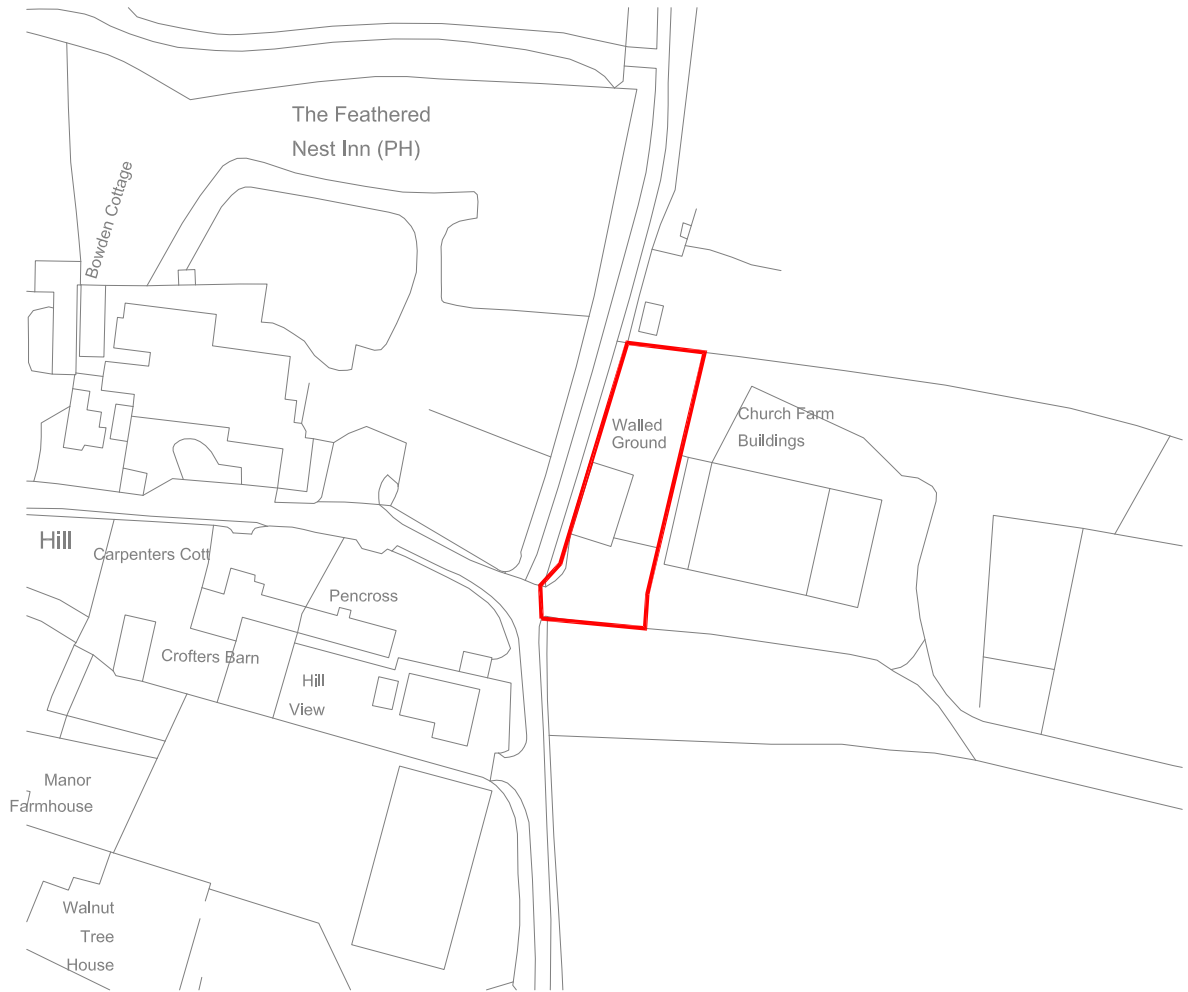 The Feathered
Nest Inn (PH)
Bowden Cottage
Walled
Ground
Church Farm
Buildings
Hill
Carpenters Cott
Pencross
Crofters Barn
Hill
View
Manor
Farmhouse
Walnut
Tree
House